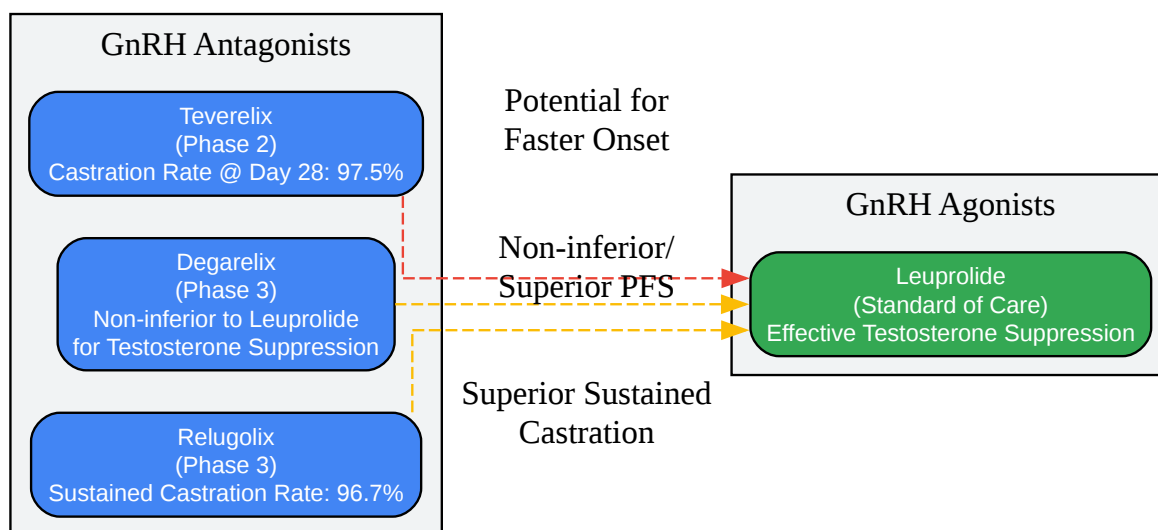 GnRH Antagonists
Teverelix
(Phase 2)
Castration Rate @ Day 28: 97.5%
Degarelix
(Phase 3)
Non-inferior to Leuprolide
for Testosterone Suppression
Relugolix
(Phase 3)
Sustained Castration Rate: 96.7%
Potential for
Faster Onset
Non-inferior/
Superior PFS
Superior Sustained
Castration
GnRH Agonists
Leuprolide
(Standard of Care)
Effective Testosterone Suppression